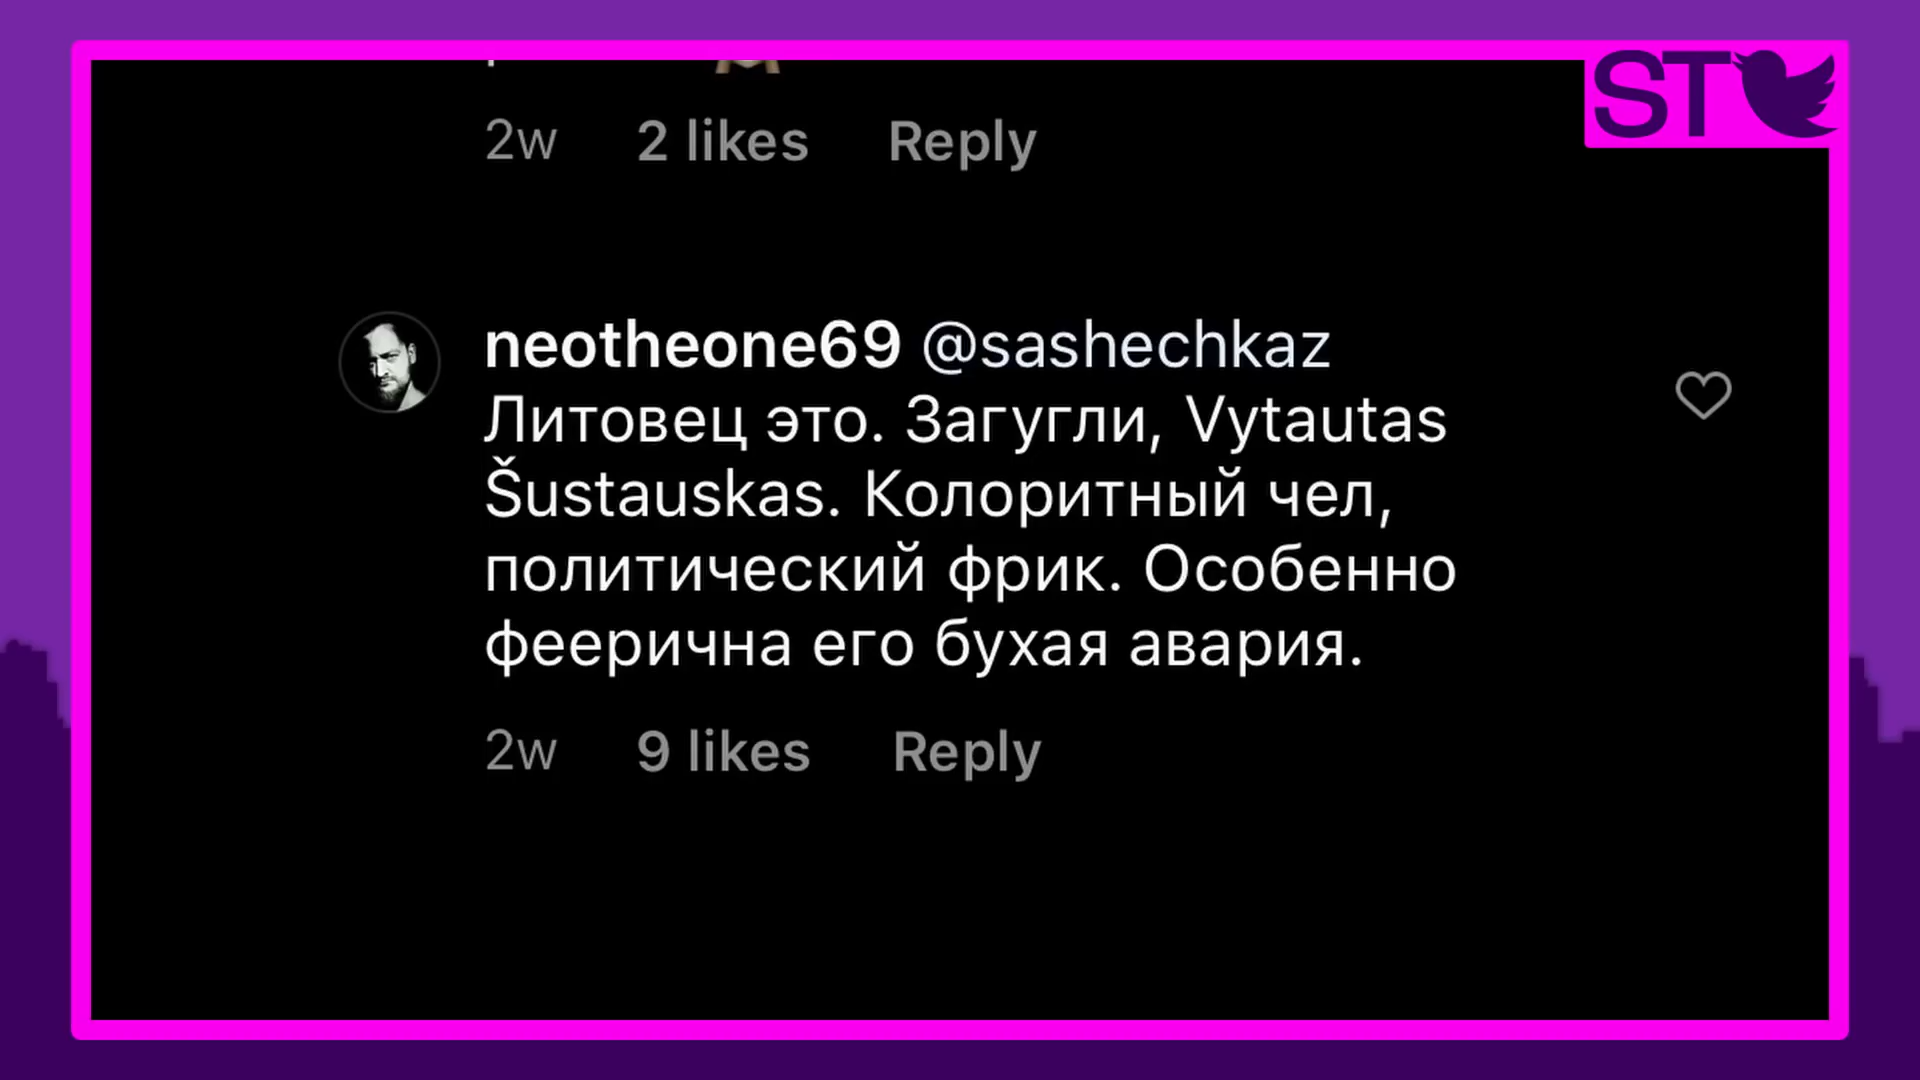 ST
2w 2 likes Reply
neotheone69 @sashechkaz
Литовец это. Загугли, Vytautas
Šustauskas. Колоритный чел,
политический фрик. Особенно
феерична его бухая авария.
2w 9 likes Reply